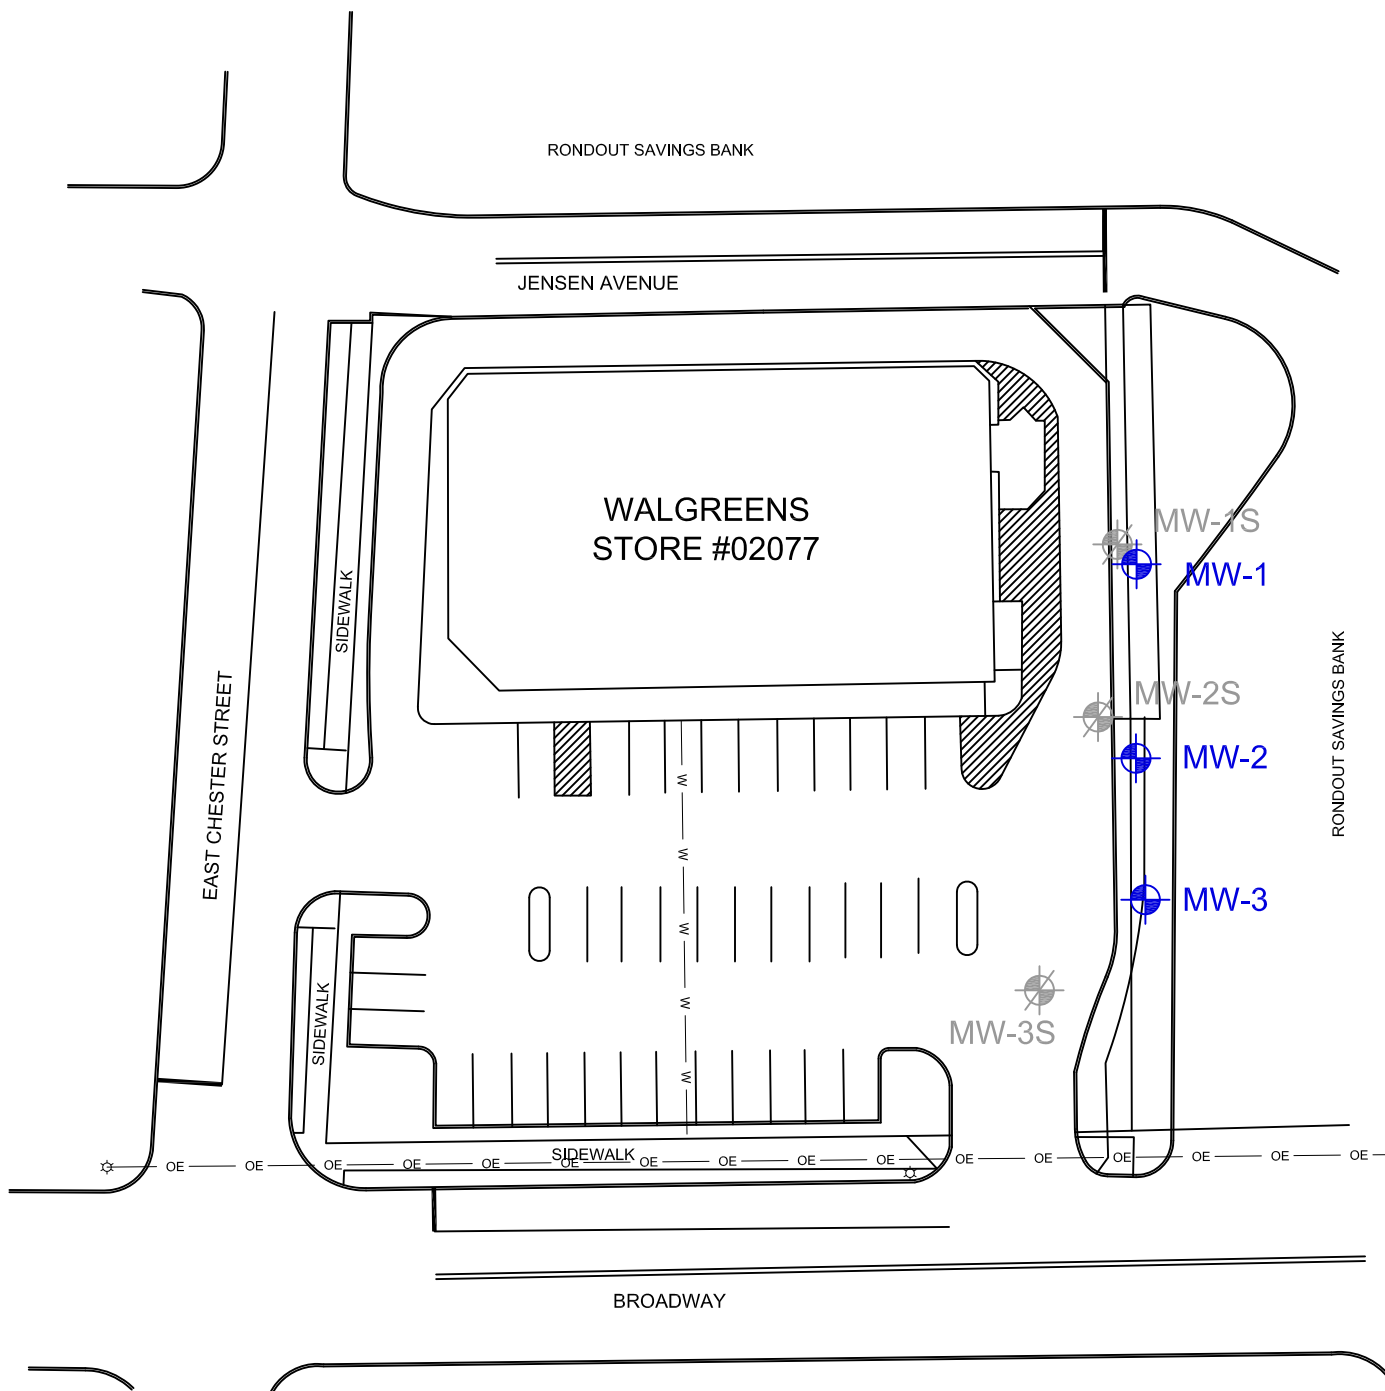 RONDOUT SAVINGS BANK
JENSEN AVENUE
WALGREENS
STORE #02077
MW-1S
MW-1
SIDEWALK
RONDOUT SAVINGS BANK
MW-2S
EAST CHESTER STREET
MW-2
W
W
MW-3
W
SIDEWALK
W
MW-3S
W
SIDEWALK
OE OE OE OE OE OE OE OE OE OE OE OE OE OE OE OE
BROADWAY